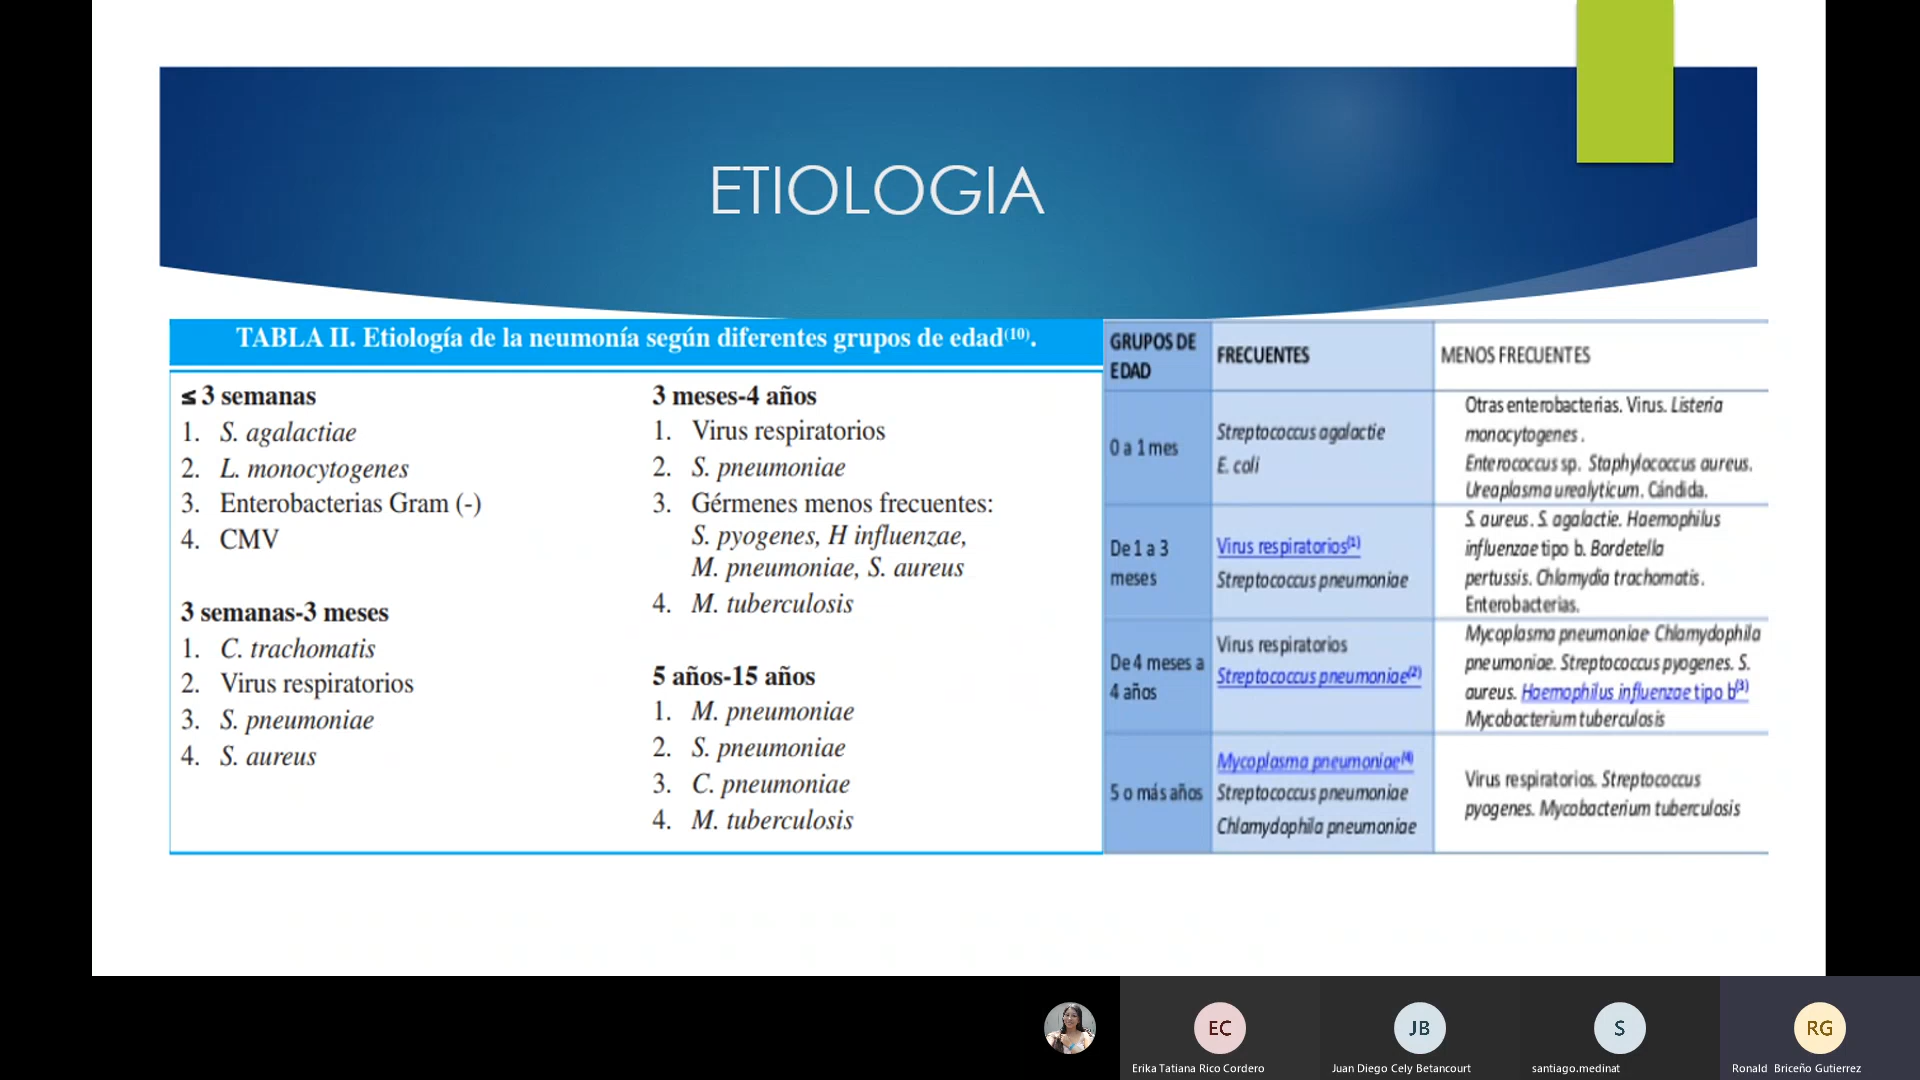 ETIOLOGIA
TABLA II. Etiología de la neumonía según diferentes grupos de edad(10).
≤ 3 semanas
1. S. agalactiae
2. L. monocytogenes
3. Enterobacterias Gram (-)
4. CMV
3 semanas-3 meses
1. C. trachomatis
2. Virus respiratorios
3. S. pneumoniae
4. S. aureus
3 meses-4 años
1. Virus respiratorios
2. S. pneumoniae
3. Gérmenes menos frecuentes:
S. pyogenes, H influenzae,
M. pneumoniae, S. aureus
4. M. tuberculosis
5 años-15 años
1. M. pneumoniae
2. S. pneumoniae
3. C. pneumoniae
4. M. tuberculosis
GRUPOS DE
EDAD
FRECUENTES
MENOS FRECUENTES
0 a 1 mes
Streptococcus agalactie
E. coli
Otras enterobacterias. Virus. Listeria
monocytogenes.
Enterococcus sp. Staphylococcus aureus.
Ureaplasma urealyticum. Cándida.
De 1 a 3
meses
Virus respiratorios(1)
Streptococcus pneumoniae
S. aureus. S. agalactie. Haemophilus
influenzae tipo b. Bordetella
pertussis. Chlamydia trachomatis.
Enterobacterias.
De 4 meses a
4 años
Virus respiratorios
Streptococcus pneumoniae(2)
Mycoplasma pneumoniae Chlamydophila
pneumoniae. Streptococcus pyogenes. S.
aureus. Haemophilus influenzae tipo b(3)
Mycobacterium tuberculosis
5 o más años
Mycoplasma pneumoniae(4)
Streptococcus pneumoniae
Chlamydophila pneumoniae
Virus respiratorios. Streptococcus
pyogenes. Mycobacterium tuberculosis
EC
JB
S
RG
Erika Tatiana Rico Cordero
Juan Diego Cely Betancourt
santiago.medinat
Ronald Briceño Gutierrez